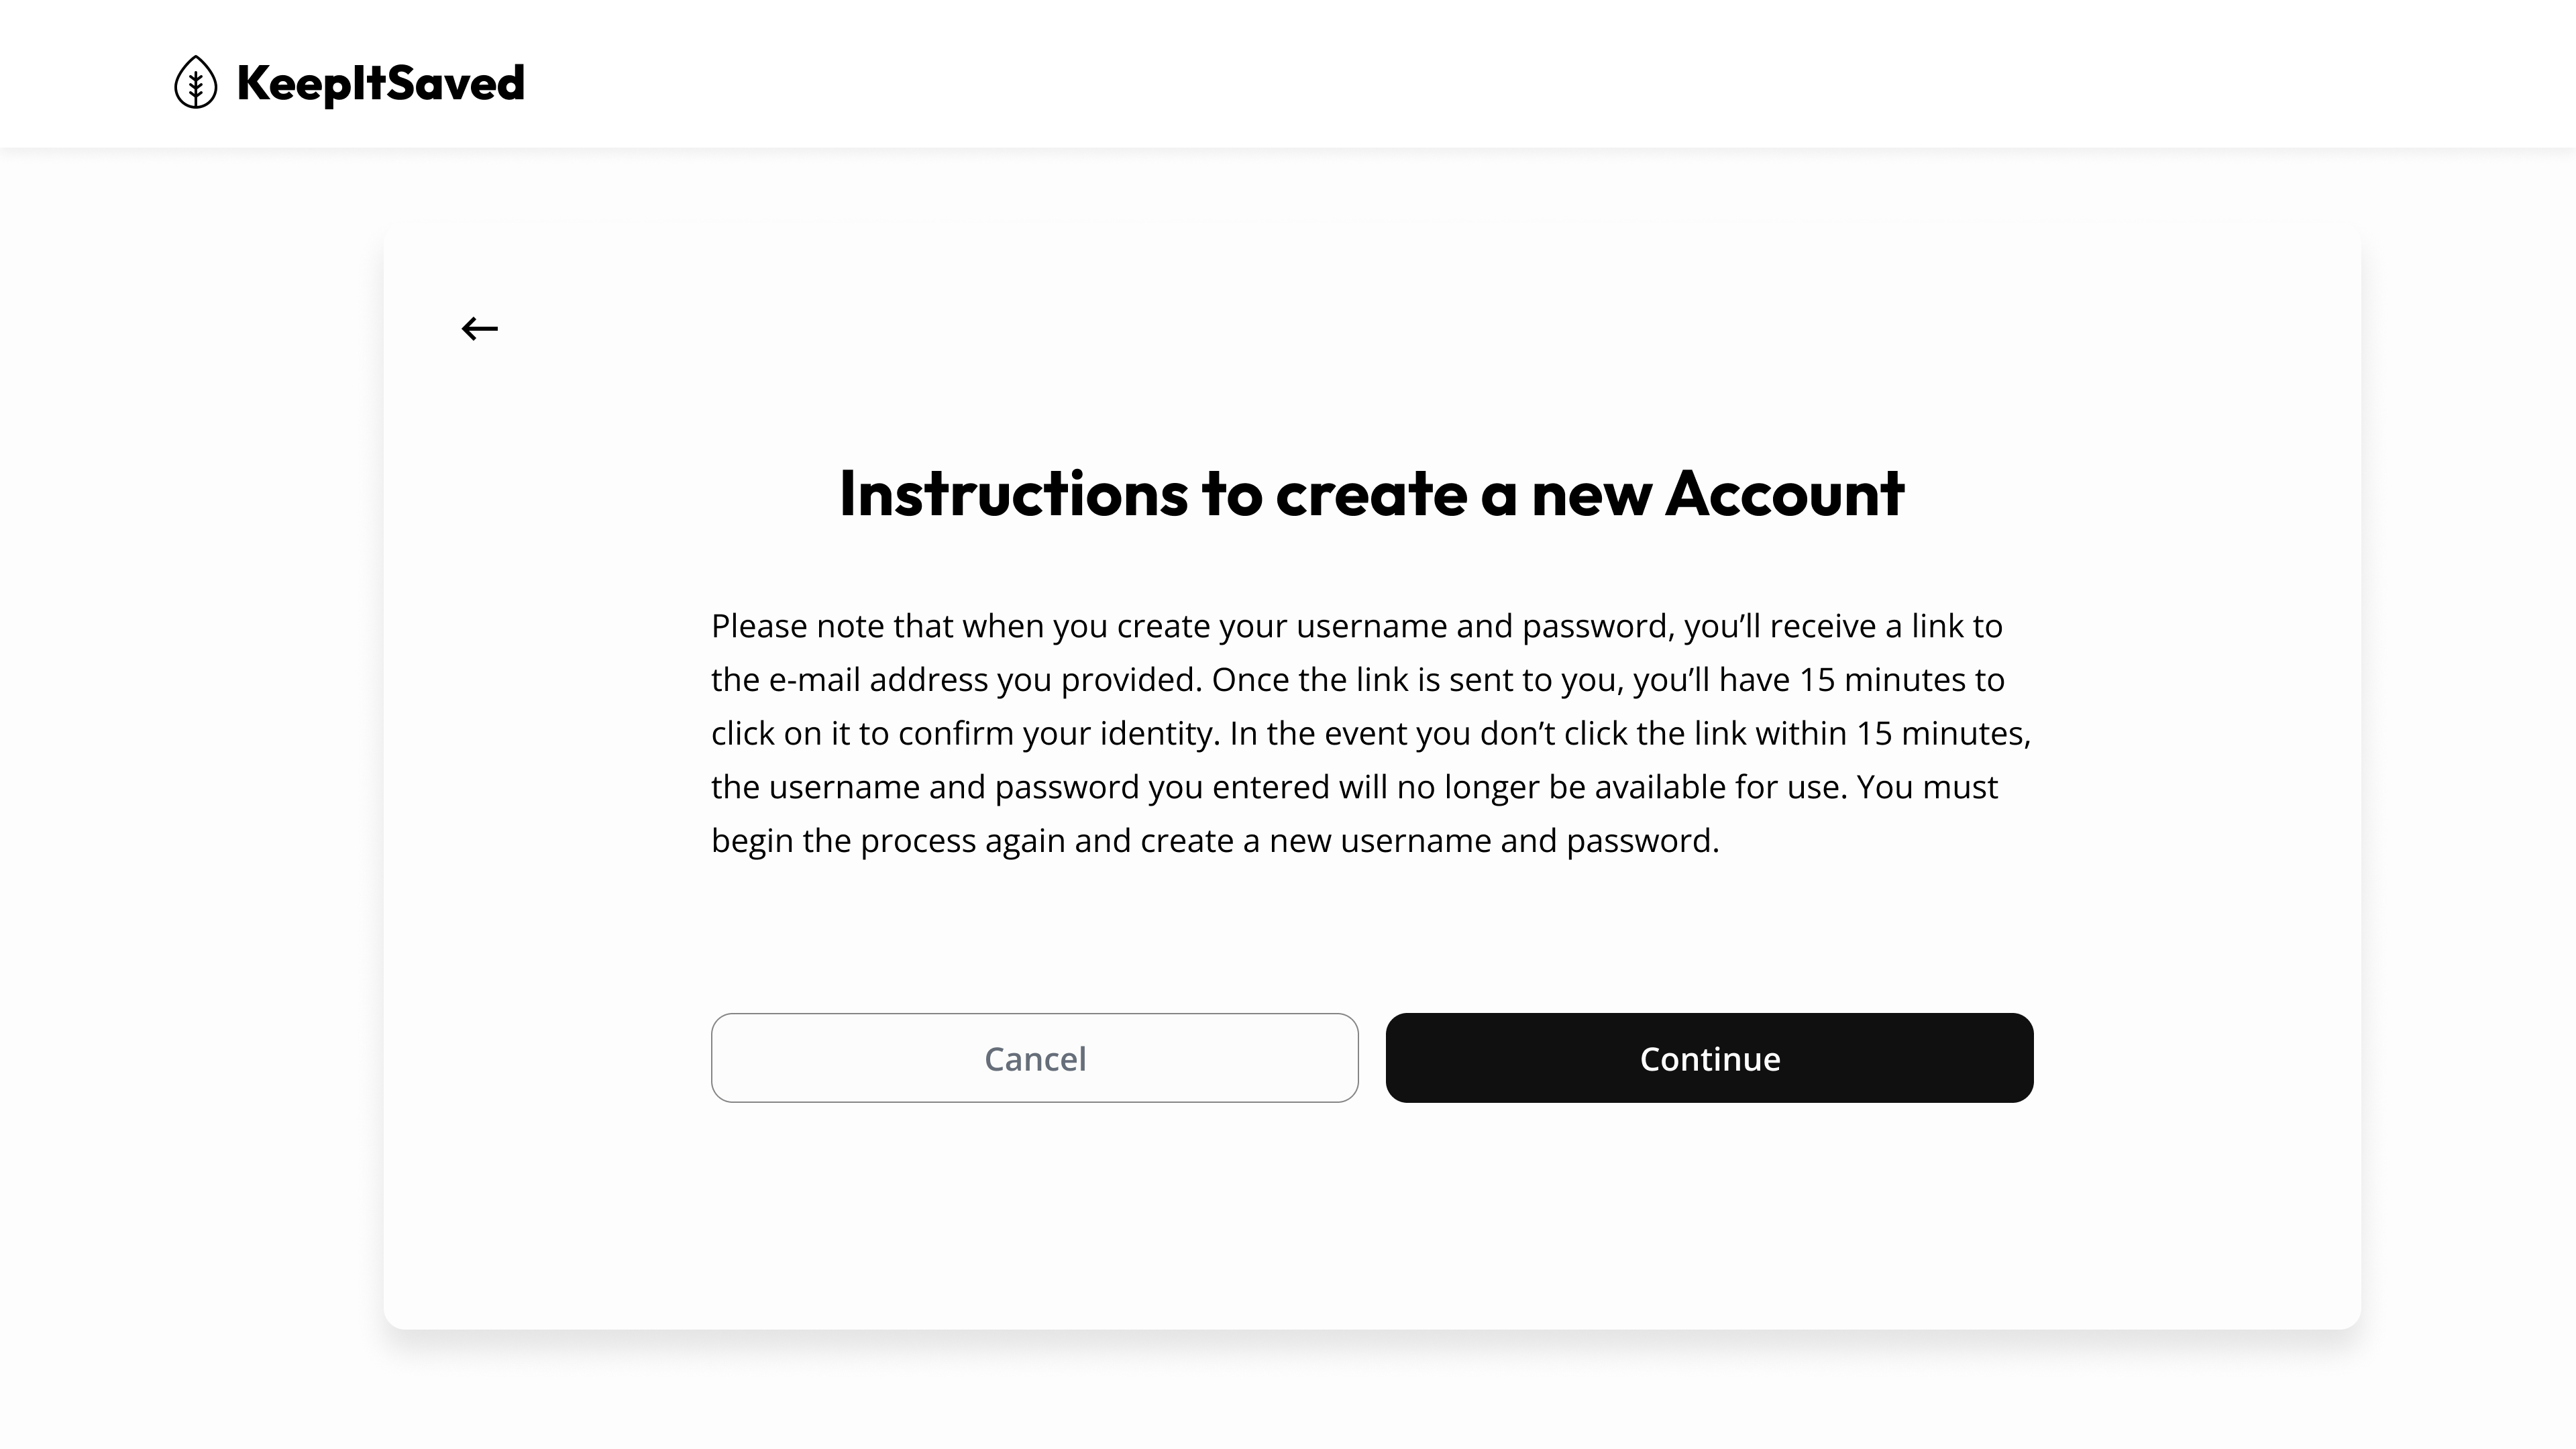 KeepItSaved
Instructions to create a new Account
Please note that when you create your username and password, you’ll receive a link to
the e-mail address you provided. Once the link is sent to you, you’ll have 15 minutes to
click on it to confirm your identity. In the event you don’t click the link within 15 minutes,
the username and password you entered will no longer be available for use. You must
begin the process again and create a new username and password.
Cancel
Continue